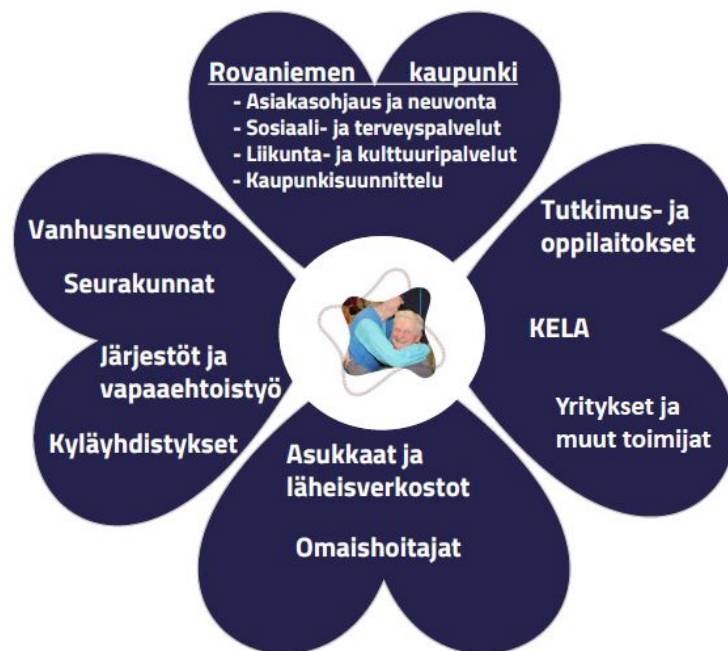 Rovaniemen kaupunki
- Asiakasohjaus ja neuvonta
- Sosiaali- ja terveyspalvelut
- Liikunta- ja kulttuuripalvelut
- Kaupunkisuunnittelu
Tutkimus- ja
oppilaitokset
KELA
Yritykset ja
muut toimijat
Asukkaat ja
läheisverkostot
Omaishoitajat
Vanhusneuvosto
Seurakunnat
Järjestöt ja
vapaaehtoistyö
Kyläyhdistykset